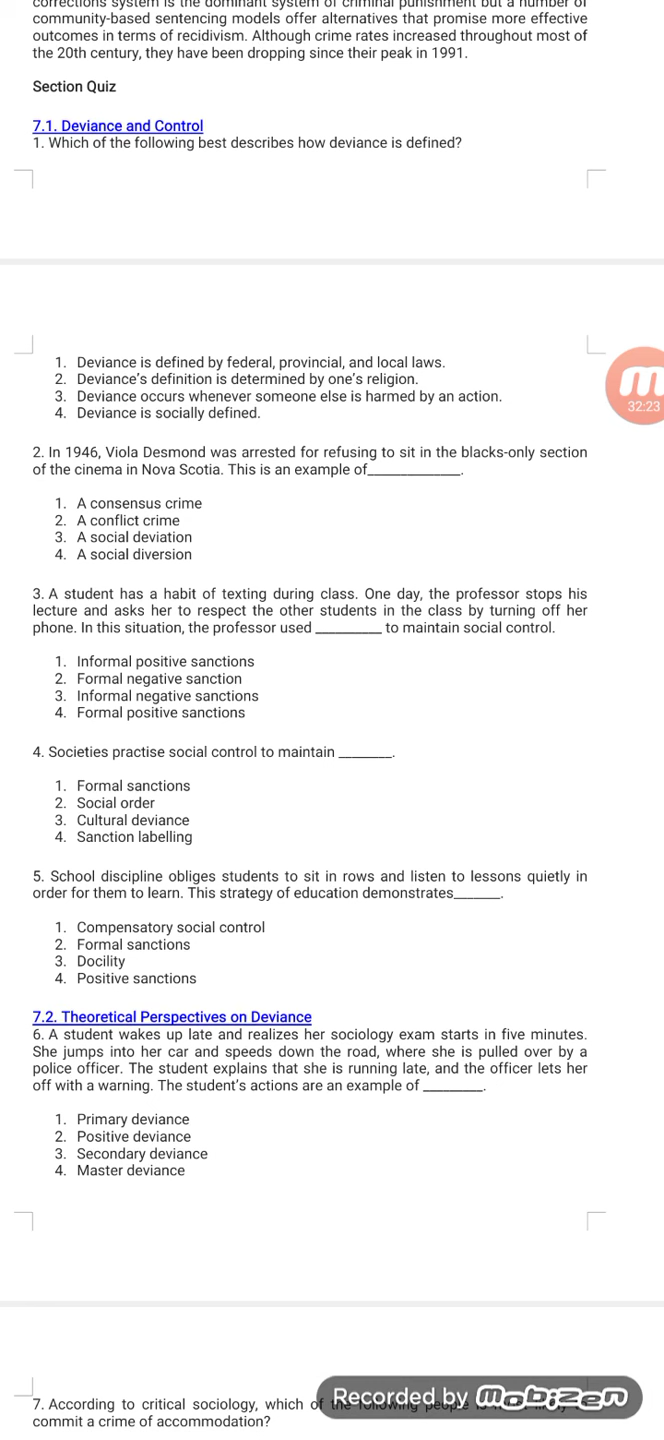 corrections system is the dominant system of criminal punishment but a number of
community-based sentencing models offer alternatives that promise more effective
outcomes in terms of recidivism. Although crime rates increased throughout most of
the 20th century, they have been dropping since their peak in 1991.
Section Quiz
7.1. Deviance and Control
1. Which of the following best describes how deviance is defined?
1. Deviance is defined by federal, provincial, and local laws.
2. Deviance's definition is determined by one's religion.
3. Deviance occurs whenever someone else is harmed by an action.
4. Deviance is socially defined.
32:23
2. In 1946, Viola Desmond was arrested for refusing to sit in the blacks-only section
of the cinema in Nova Scotia. This is an example of_____________.
1. A consensus crime
2. A conflict crime
3. A social deviation
4. A social diversion
3. A student has a habit of texting during class. One day, the professor stops his
lecture and asks her to respect the other students in the class by turning off her
phone. In this situation, the professor used _________ to maintain social control.
1. Informal positive sanctions
2. Formal negative sanction
3. Informal negative sanctions
4. Formal positive sanctions
4. Societies practise social control to maintain ________.
1. Formal sanctions
2. Social order
3. Cultural deviance
4. Sanction labelling
5. School discipline obliges students to sit in rows and listen to lessons quietly in
order for them to learn. This strategy of education demonstrates_______.
1. Compensatory social control
2. Formal sanctions
3. Docility
4. Positive sanctions
7.2. Theoretical Perspectives on Deviance
6. A student wakes up late and realizes her sociology exam starts in five minutes.
She jumps into her car and speeds down the road, where she is pulled over by a
police officer. The student explains that she is running late, and the officer lets her
off with a warning. The student's actions are an example of _________.
1. Primary deviance
2. Positive deviance
3. Secondary deviance
4. Master deviance
7. According to critical sociology, which of the following people
commit a crime of accommodation?
Recorded by Mobizen